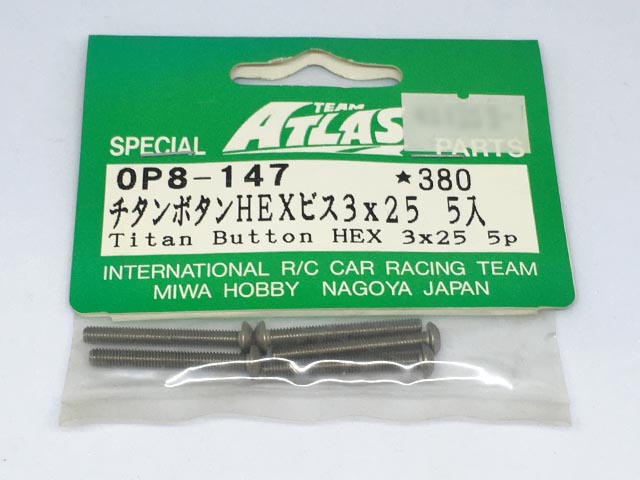 TEAM
ATLAS
SPECIAL PARTS
OP8-147 ★380
チタンボタンHEXビス3x25 5入
Titan Button HEX 3x25 5p
INTERNATIONAL R/C CAR RACING TEAM
MIWA HOBBY NAGOYA JAPAN